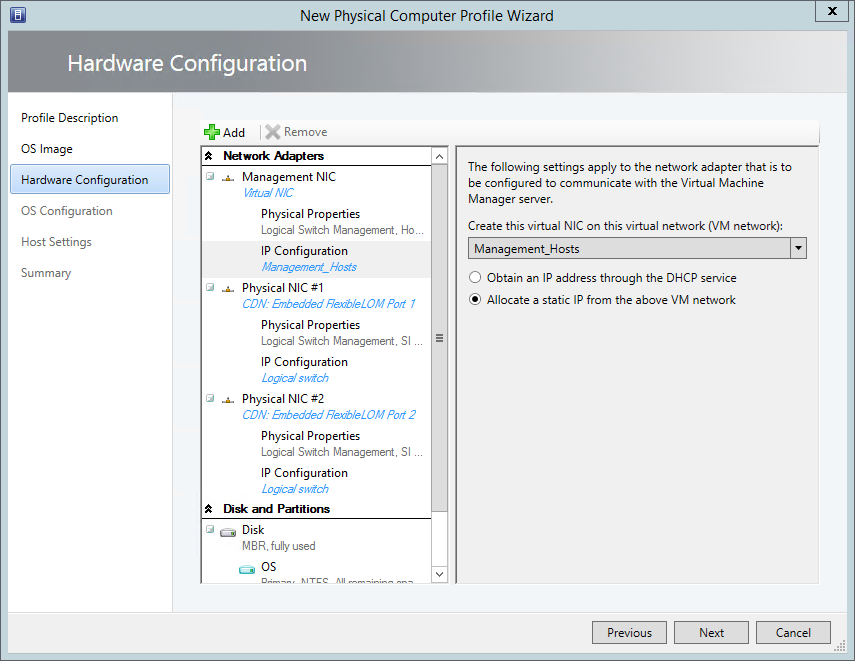 New Physical Computer Profile Wizard
Hardware Configuration
Profile Description
OS Image
Hardware Configuration
OS Configuration
Host Settings
Summary
Add Remove
Network Adapters
Management NIC
Virtual NIC
Physical Properties
Logical Switch Management, Ho...
IP Configuration
Management_Hosts
Physical NIC #1
CDN: Embedded FlexibleLOM Port 1
Physical Properties
Logical Switch Management, SI ...
IP Configuration
Logical switch
Physical NIC #2
CDN: Embedded FlexibleLOM Port 2
Physical Properties
Logical Switch Management, SI ...
IP Configuration
Logical switch
Disk and Partitions
Disk
MBR, fully used
OS
Primary, NTFS, All remaining spa...
The following settings apply to the network adapter that is to
be configured to communicate with the Virtual Machine
Manager server.
Create this virtual NIC on this virtual network (VM network):
Management_Hosts
Obtain an IP address through the DHCP service
Allocate a static IP from the above VM network
Previous Next Cancel